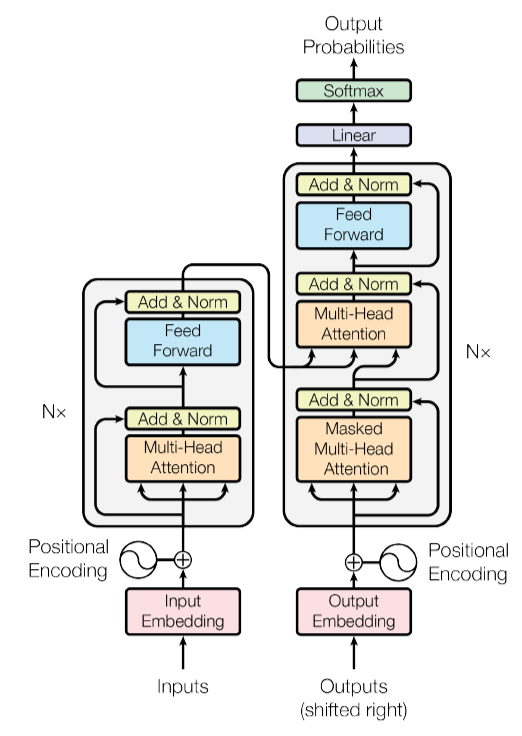 Output
Probabilities
Softmax
Linear
Add & Norm
Feed
Forward
Add & Norm
Multi-Head
Attention
Add & Norm
Masked
Multi-Head
Attention
Nx
Add & Norm
Feed
Forward
Add & Norm
Multi-Head
Attention
Nx
Positional
Encoding
Positional
Encoding
Input
Embedding
Output
Embedding
Inputs
Outputs
(shifted right)